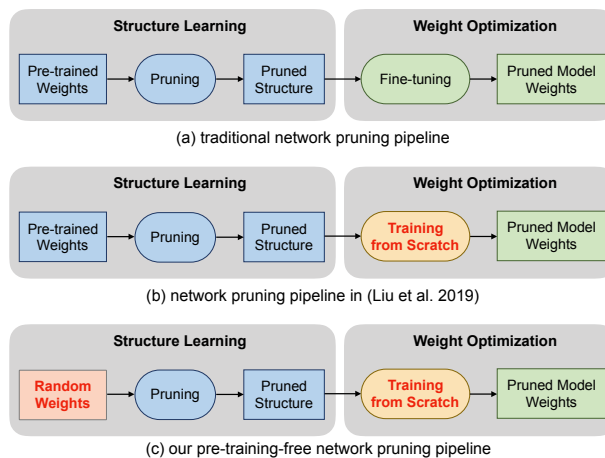 Structure Learning
Weight Optimization
Pre-trained
Weights
Pruning
Pruned
Structure
Fine-tuning
Pruned Model
Weights
(a) traditional network pruning pipeline
Structure Learning
Weight Optimization
Pre-trained
Weights
Pruning
Pruned
Structure
Training
from Scratch
Pruned Model
Weights
(b) network pruning pipeline in (Liu et al. 2019)
Structure Learning
Weight Optimization
Random
Weights
Pruning
Pruned
Structure
Training
from Scratch
Pruned Model
Weights
(c) our pre-training-free network pruning pipeline